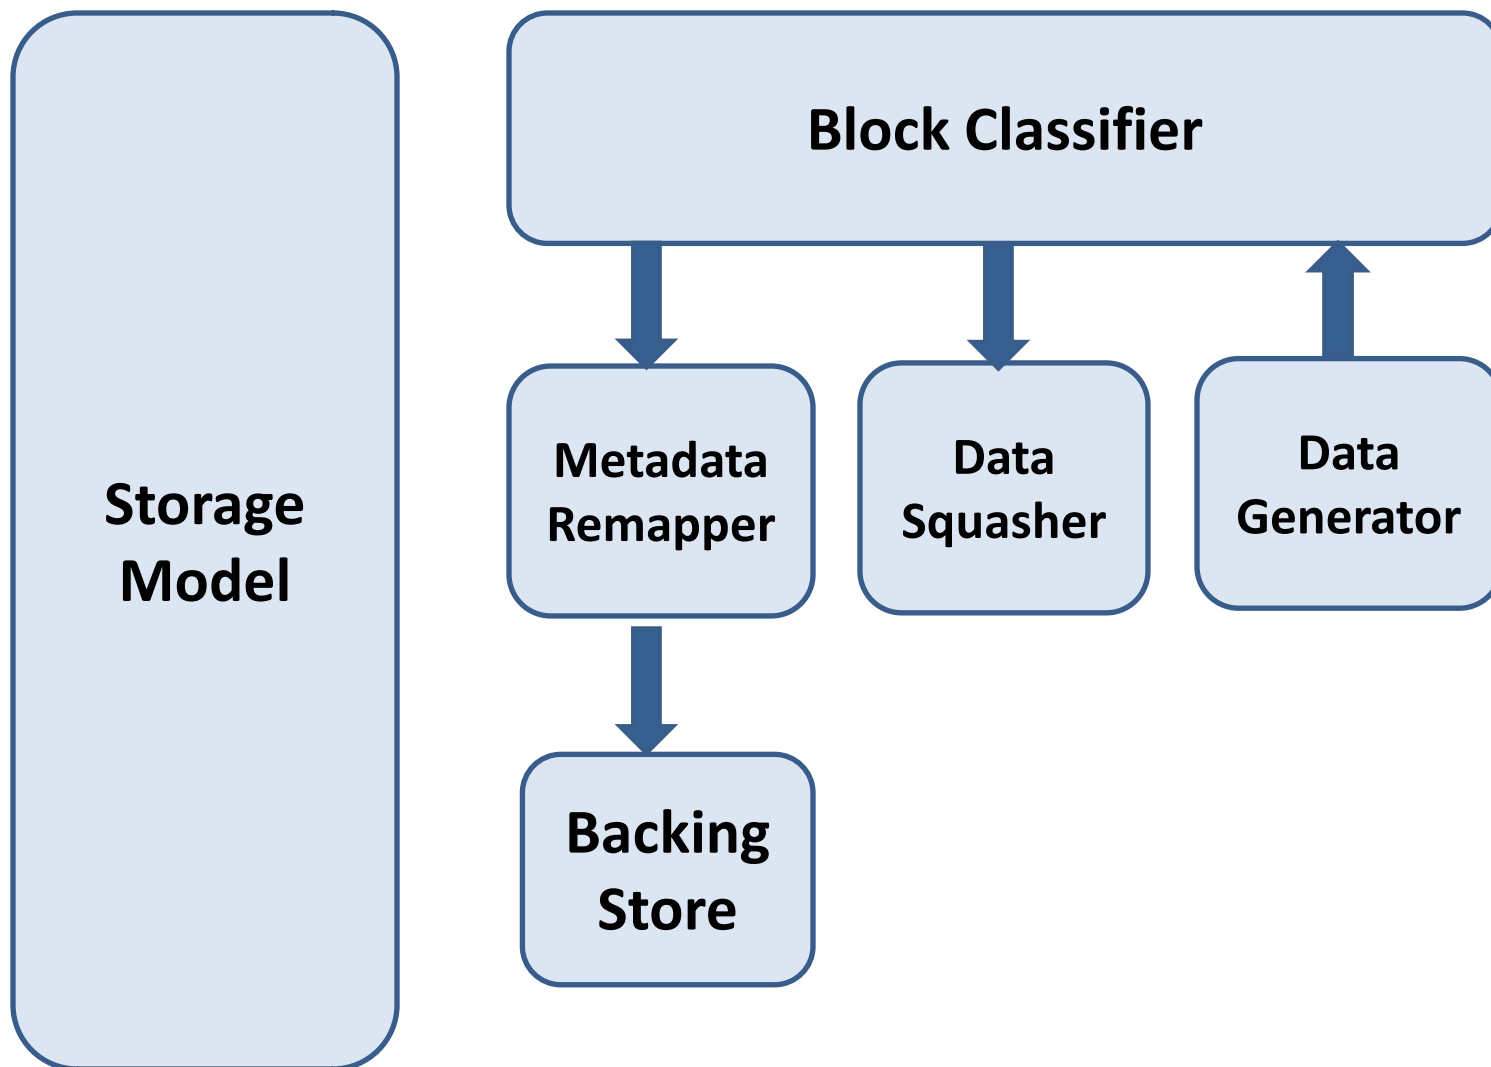 Block Classifier
Storage
Model
Metadata
Remapper
Data
Squasher
Data
Generator
Backing
Store